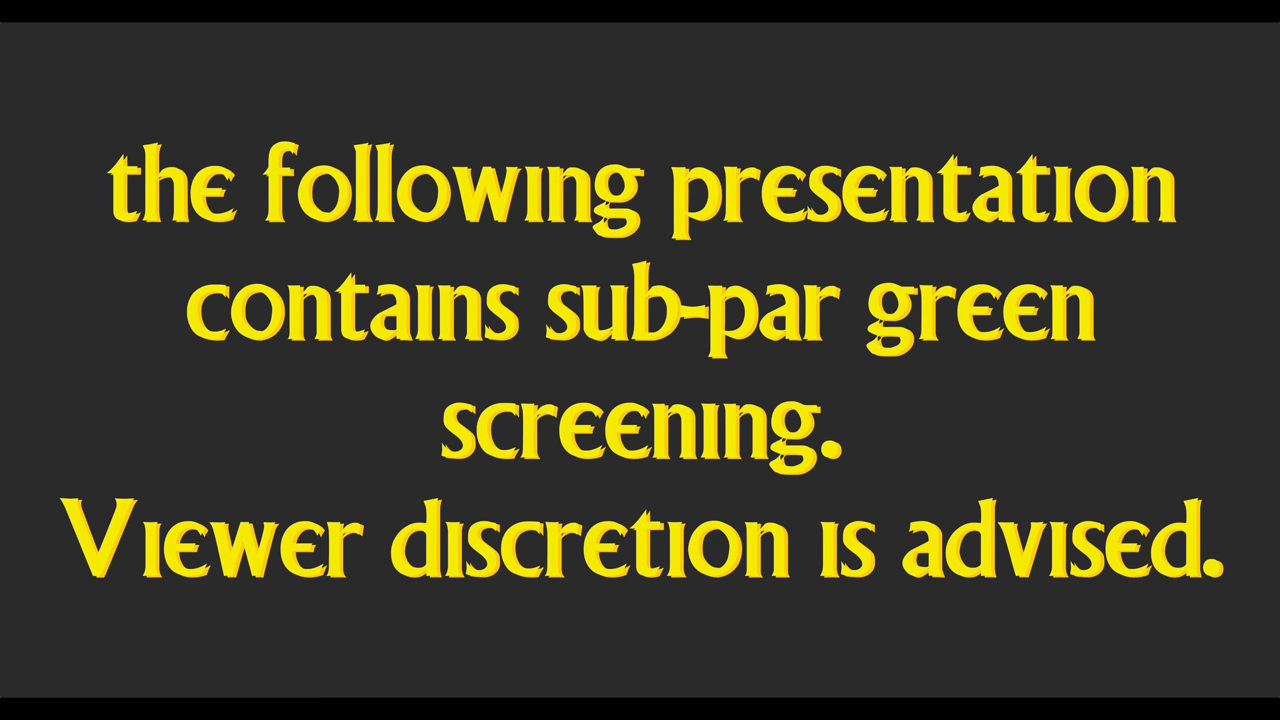 the following presentation
contains sub-par green
screening.
Viewer discretion is advised.